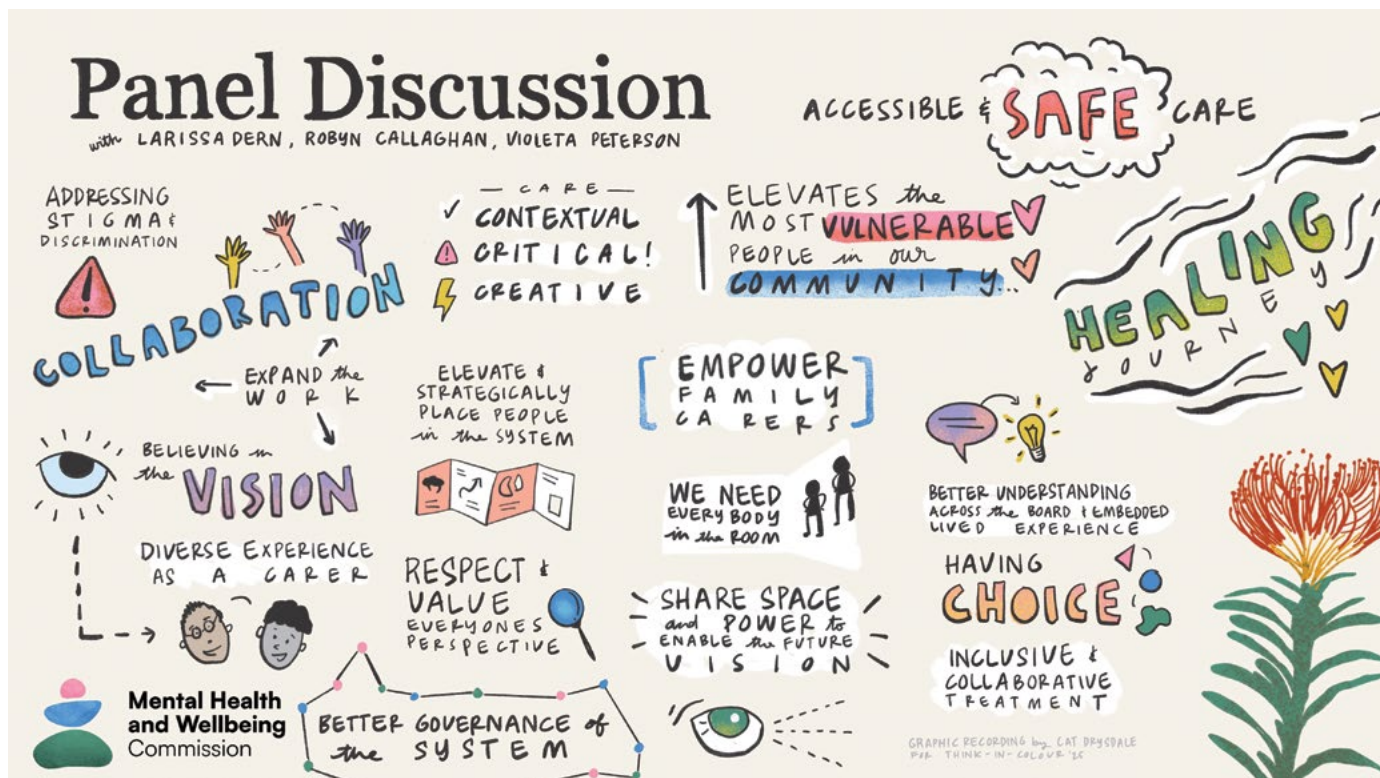 Panel Discussion
with LARISSA DERN, ROBYN CALLAGHAN, VIOLETA PETERSON
ACCESSIBLE & SAFE CARE
ADDRESSING
STIGMA &
DISCRIMINATION
COLLABORATION
EXPAND the
WORK
— CARE —
CONTEXTUAL
CRITICAL!
CREATIVE
ELEVATES the
MOST VULNERABLE
PEOPLE in our
COMMUNITY...
HEALING
JOURNEY
BELIEVING in
the VISION
DIVERSE EXPERIENCE
AS A CARER
ELEVATE &
STRATEGICALLY
PLACE PEOPLE
in the SYSTEM
RESPECT &
VALUE
EVERYONES
PERSPECTIVE
[EMPOWER
FAMILY
CARERS]
WE NEED
EVERYBODY
in the ROOM
SHARE SPACE
and POWER to
ENABLE the FUTURE
VISION
BETTER UNDERSTANDING
ACROSS the BOARD & EMBEDDED
LIVED EXPERIENCE
HAVING
CHOICE
INCLUSIVE &
COLLABORATIVE
TREATMENT
Mental Health
and Wellbeing
Commission
BETTER GOVERNANCE of
the SYSTEM
GRAPHIC RECORDING by CAT DRYSDALE
FOR THINK-IN-COLOUR '25